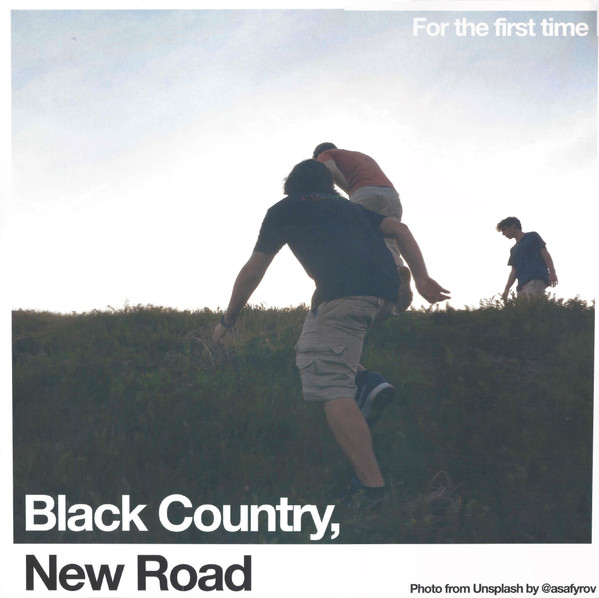 For the first time
Black Country,
New Road
Photo from Unsplash by @asafyrov